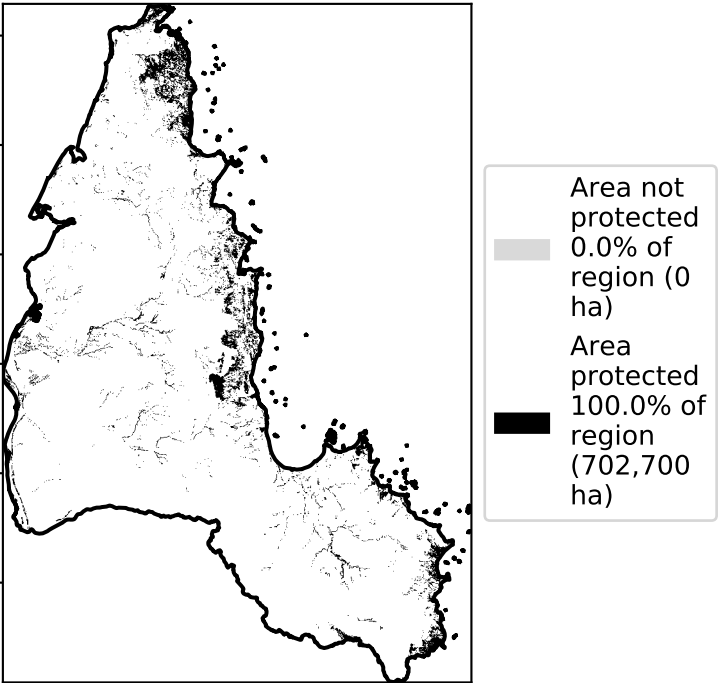 Area not
protected
0.0% of
region (0
ha)
Area
protected
100.0% of
region
(702,700
ha)